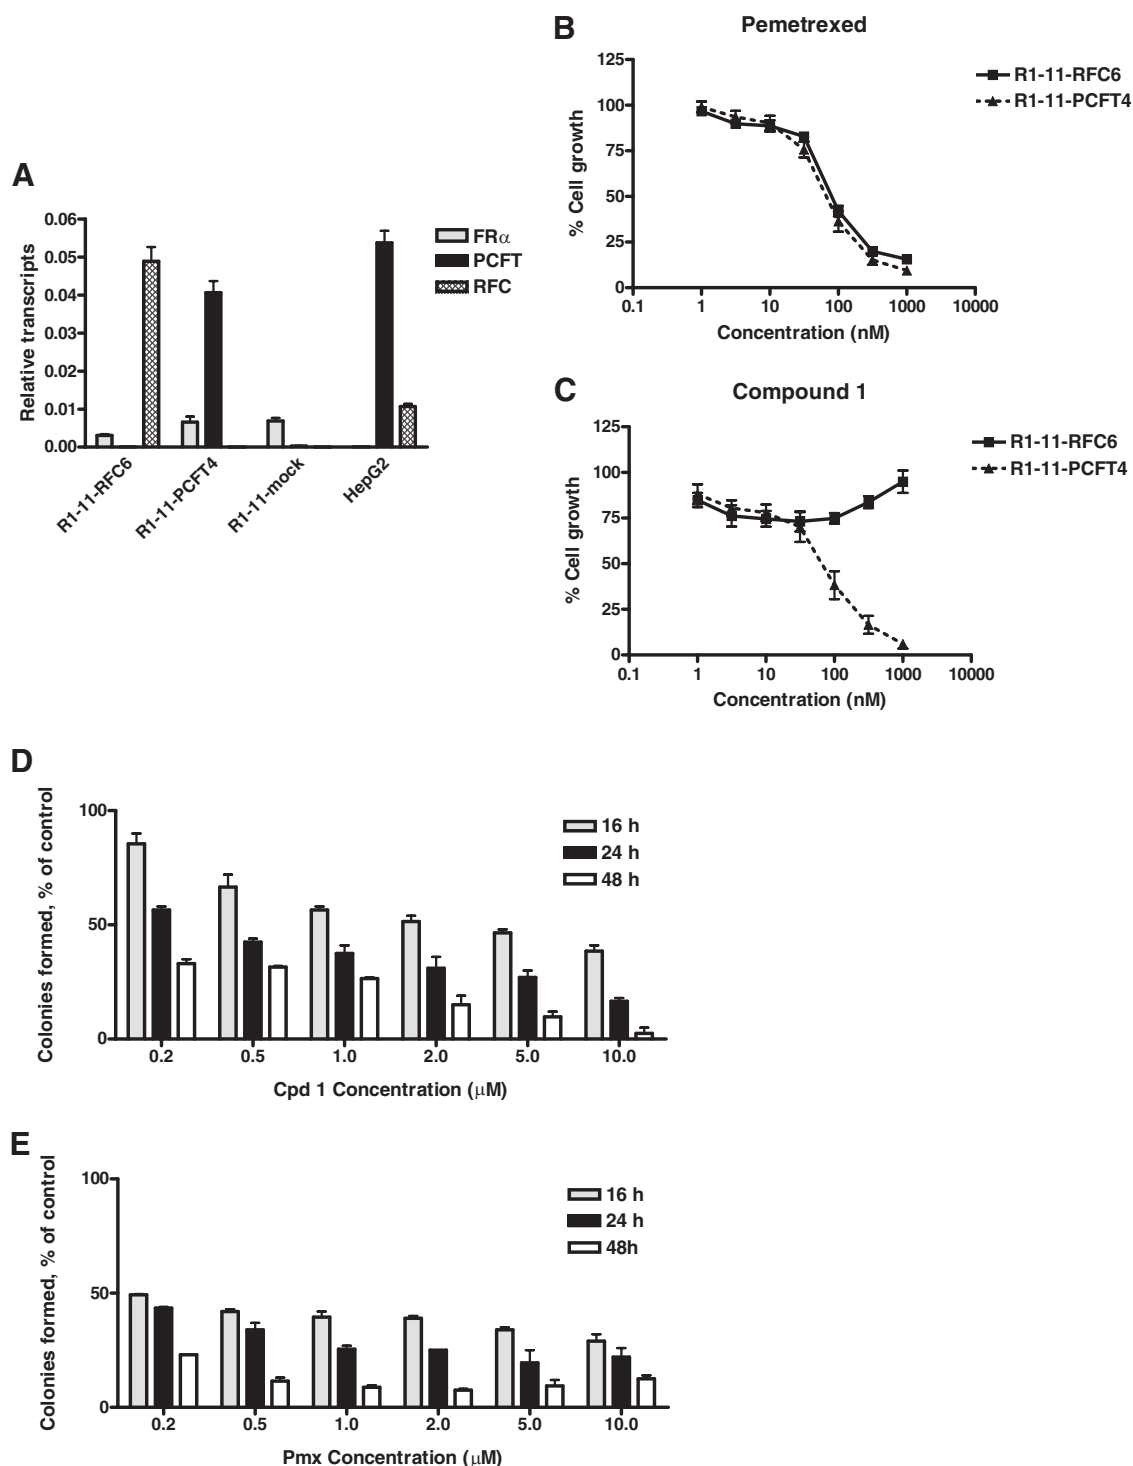 A
Relative transcripts
0.06
0.05
0.04
0.03
0.02
0.01
0.00
R1-11-RFC6
R1-11-PCFT4
R1-11-mock
HepG2
FRα
PCFT
RFC
B
Pemetrexed
% Cell growth
125
100
75
50
25
0
0.1 1 10 100 1000 10000
Concentration (nM)
R1-11-RFC6
R1-11-PCFT4
C
Compound 1
% Cell growth
125
100
75
50
25
0
0.1 1 10 100 1000 10000
Concentration (nM)
R1-11-RFC6
R1-11-PCFT4
D
Colonies formed, % of control
100
50
0
0.2 0.5 1.0 2.0 5.0 10.0
Cpd 1 Concentration (μM)
16 h
24 h
48 h
E
Colonies formed, % of control
100
50
0
0.2 0.5 1.0 2.0 5.0 10.0
Pmx Concentration (μM)
16 h
24 h
48h